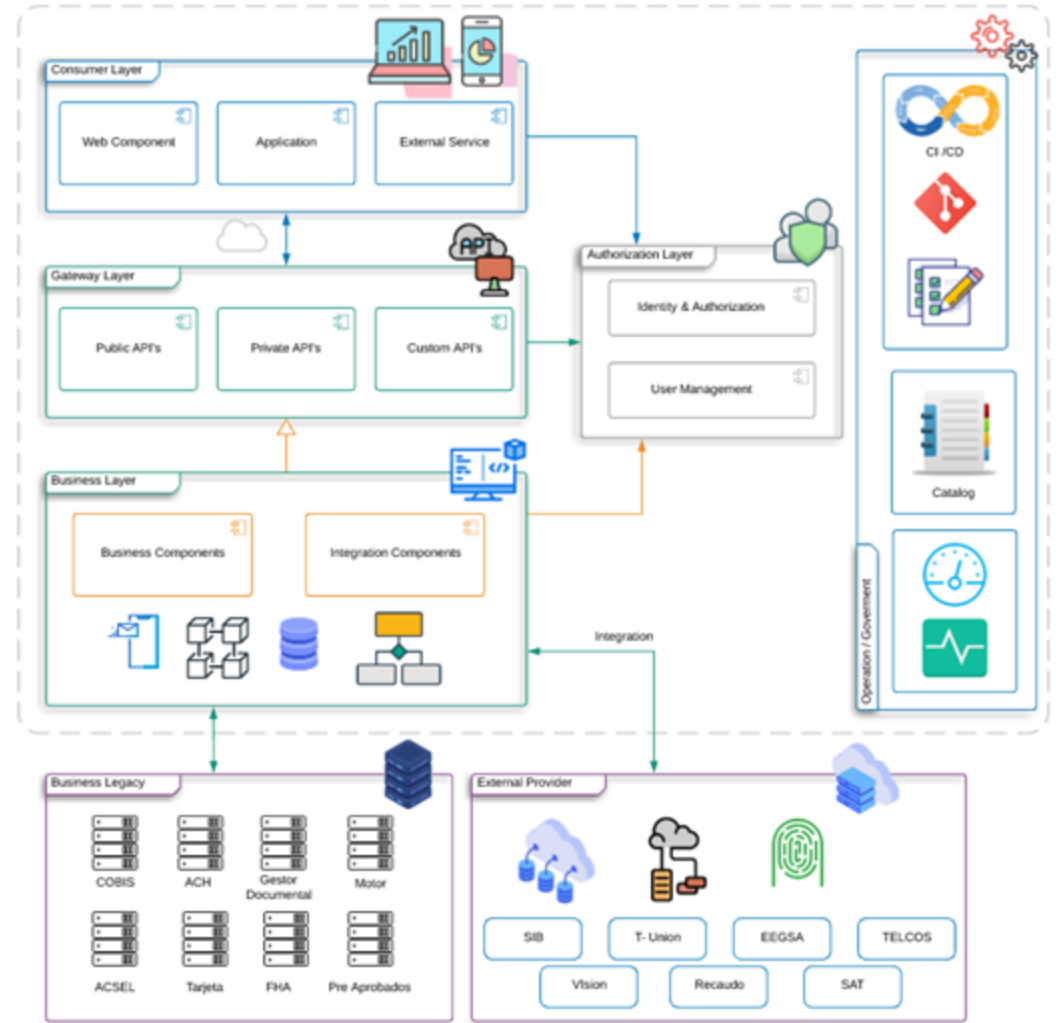 Consumer Layer
Web Component
Application
External Service
CI /CD
API
Gateway Layer
Authorization Layer
Identity & Authorization
Public API's
Private API's
Custom API's
User Management
Business Layer
</>
Catalog
Business Components
Integration Components
Operation / Goverment
Integration
Business Legacy
External Provider
COBIS
ACH
Gestor
Documental
Motor
SIB
T- Union
EEGSA
TELCOS
ACSEL
Tarjeta
FHA
Pre Aprobados
VIsion
Recaudo
SAT